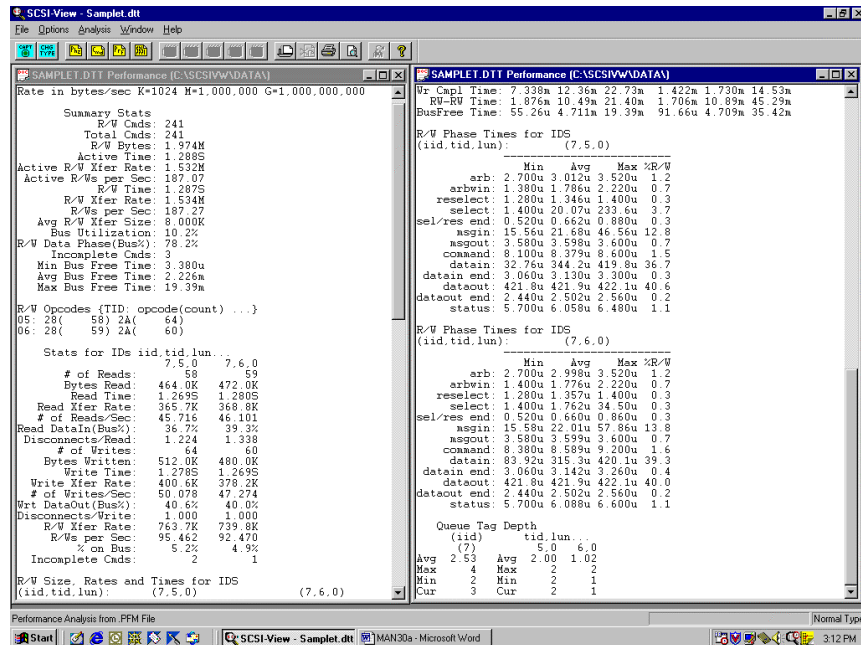 SCSI-View - Samplet.dtt
File Options Analysis Window Help
CAPT CHG TYPE
SAMPLET.DTT Performance (C:\SCSIVW\DATA\)
Rate in bytes/sec K=1024 M=1,000,000 G=1,000,000,000
Summary Stats
R/W Cmds: 241
Total Cmds: 241
R/W Bytes: 1.974M
Active Time: 1.288S
Active R/W Xfer Rate: 1.532M
Active R/Ws per Sec: 187.07
R/W Time: 1.287S
R/W Xfer Rate: 1.534M
R/Ws per Sec: 187.27
Avg R/W Xfer Size: 8.000K
Bus Utilization: 10.2%
R/W Data Phase(Bus%): 78.2%
Incomplete Cmds: 3
Min Bus Free Time: 3.380u
Avg Bus Free Time: 2.226m
Max Bus Free Time: 19.39m
R/W Opcodes {TID: opcode(count) ...}
05: 28( 58) 2A( 64)
06: 28( 59) 2A( 60)
Stats for IDs iid,tid,lun...
7,5,0 7,6,0
# of Reads: 58 59
Bytes Read: 464.0K 472.0K
Read Time: 1.269S 1.280S
Read Xfer Rate: 365.7K 368.8K
# of Reads/Sec: 45.716 46.101
Read DataIn(Bus%): 36.7% 39.3%
Disconnects/Read: 1.224 1.338
# of Writes: 64 60
Bytes Written: 512.0K 480.0K
Write Time: 1.278S 1.269S
Write Xfer Rate: 400.6K 378.2K
# of Writes/Sec: 50.078 47.274
Wrt DataOut(Bus%): 40.6% 40.0%
Disconnects/Write: 1.000 1.000
R/W Xfer Rate: 763.7K 739.8K
R/Ws per Sec: 95.462 92.470
% on Bus: 5.2% 4.9%
Incomplete Cmds: 2 1
R/W Size, Rates and Times for IDS
(iid,tid,lun): (7,5,0) (7,6,0)
SAMPLET.DTT Performance (C:\SCSIVW\DATA\)
Wr Cmpl Time: 7.338m 12.36m 22.73m 1.422m 1.730m 14.53m
RW-RW Time: 1.876m 10.49m 21.40m 1.706m 10.89m 45.29m
BusFree Time: 55.26u 4.711m 19.39m 91.66u 4.709m 35.42m
R/W Phase Times for IDS
(iid,tid,lun): (7,5,0)
Min Avg Max %R/W
arb: 2.700u 3.012u 3.520u 1.2
arbwin: 1.380u 1.786u 2.220u 0.7
reselect: 1.280u 1.346u 1.400u 0.3
select: 1.400u 20.07u 233.6u 3.7
sel/res end: 0.520u 0.662u 0.880u 0.3
msgin: 15.56u 21.68u 46.56u 12.8
msgout: 3.580u 3.598u 3.600u 0.7
command: 8.100u 8.379u 8.600u 1.5
datain: 32.76u 344.2u 419.8u 36.7
datain end: 3.060u 3.130u 3.300u 0.3
dataout: 421.8u 421.9u 422.1u 40.6
dataout end: 2.440u 2.502u 2.560u 0.2
status: 5.700u 6.058u 6.480u 1.1
R/W Phase Times for IDS
(iid,tid,lun): (7,6,0)
Min Avg Max %R/W
arb: 2.700u 2.998u 3.520u 1.2
arbwin: 1.400u 1.776u 2.220u 0.7
reselect: 1.280u 1.357u 1.400u 0.3
select: 1.400u 1.762u 34.50u 0.3
sel/res end: 0.520u 0.660u 0.860u 0.3
msgin: 15.58u 22.01u 57.86u 13.8
msgout: 3.580u 3.599u 3.600u 0.7
command: 8.380u 8.589u 9.200u 1.6
datain: 83.92u 315.3u 420.1u 39.3
datain end: 3.060u 3.142u 3.260u 0.4
dataout: 421.8u 421.9u 422.1u 40.0
dataout end: 2.440u 2.502u 2.560u 0.2
status: 5.700u 6.088u 6.600u 1.1
Queue Tag Depth
(iid) tid,lun...
(7) 5,0 6,0
Avg 2.53 Avg 2.00 1.02
Max 4 Max 2 2
Min 2 Min 2 1
Cur 3 Cur 2 1
Performance Analysis from .PFM File
Normal Type
Start SCSI-View - Samplet.dtt MAN30a - Microsoft Word 3:12 PM